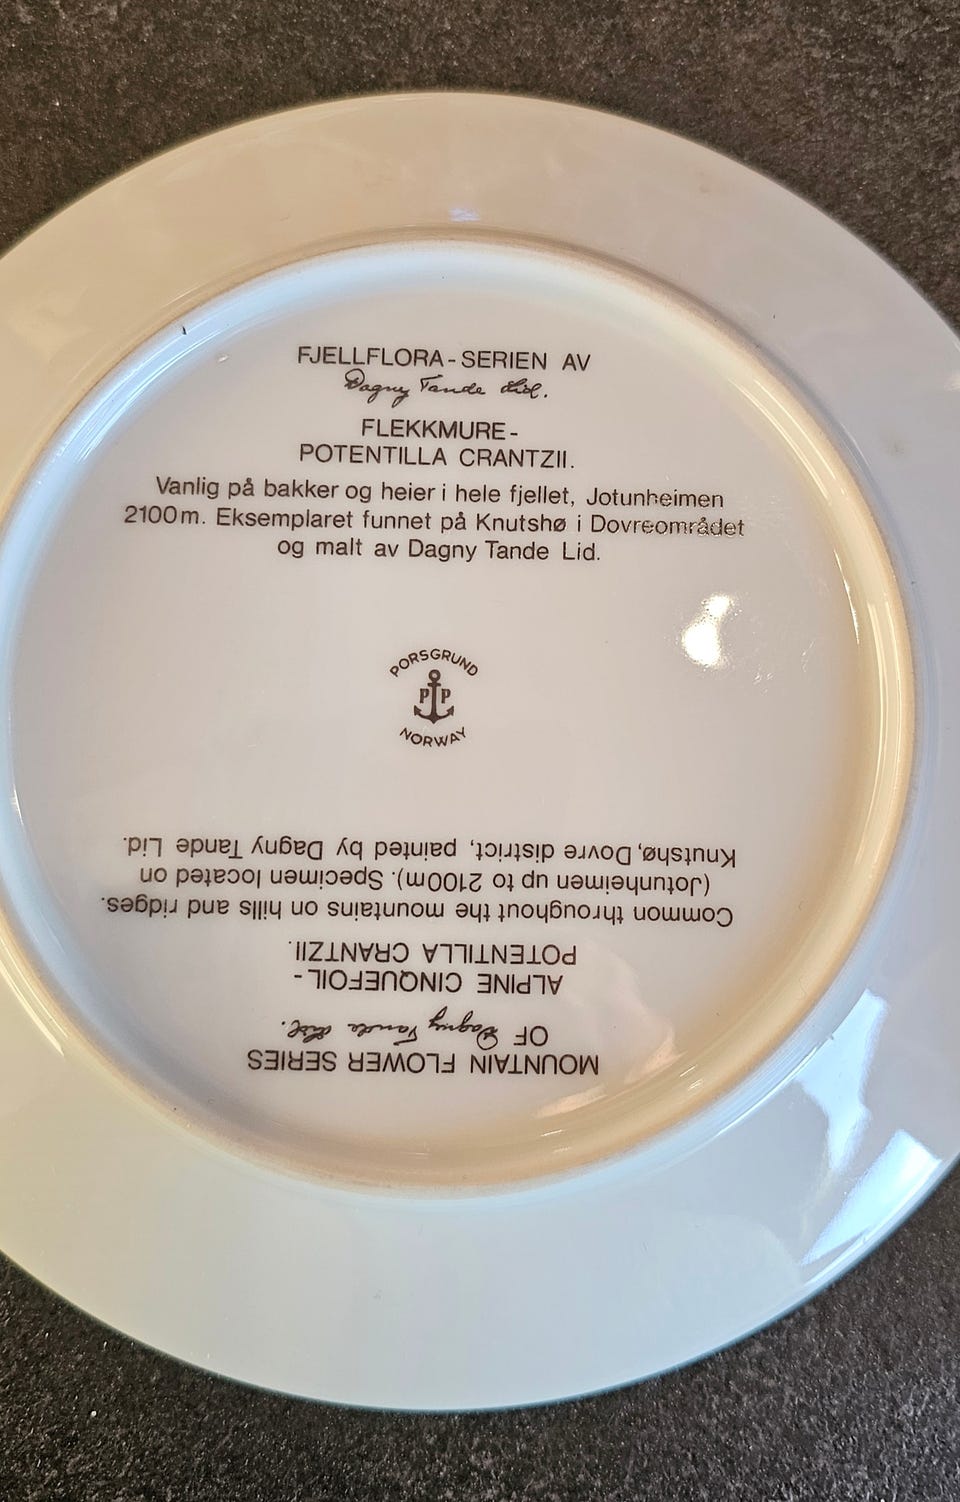 FJELLFLORA-SERIEN AV
Dagny Tande Lid.
FLEKKMURE-
POTENTILLA CRANTZII.
Vanlig på bakker og heier i hele fjellet, Jotunheimen
2100m. Eksemplaret funnet på Knutshø i Dovreområdet
og malt av Dagny Tande Lid.
PORSGRUND
PP
NORWAY
MOUNTAIN FLOWER SERIES
OF Dagny Tande Lid.
ALPINE CINQUEFOIL-
POTENTILLA CRANTZII.
Common throughout the mountains on hills and ridges.
(Jotunheimen up to 2100m). Specimen located on
Knutshø, Dovre district, painted by Dagny Tande Lid.